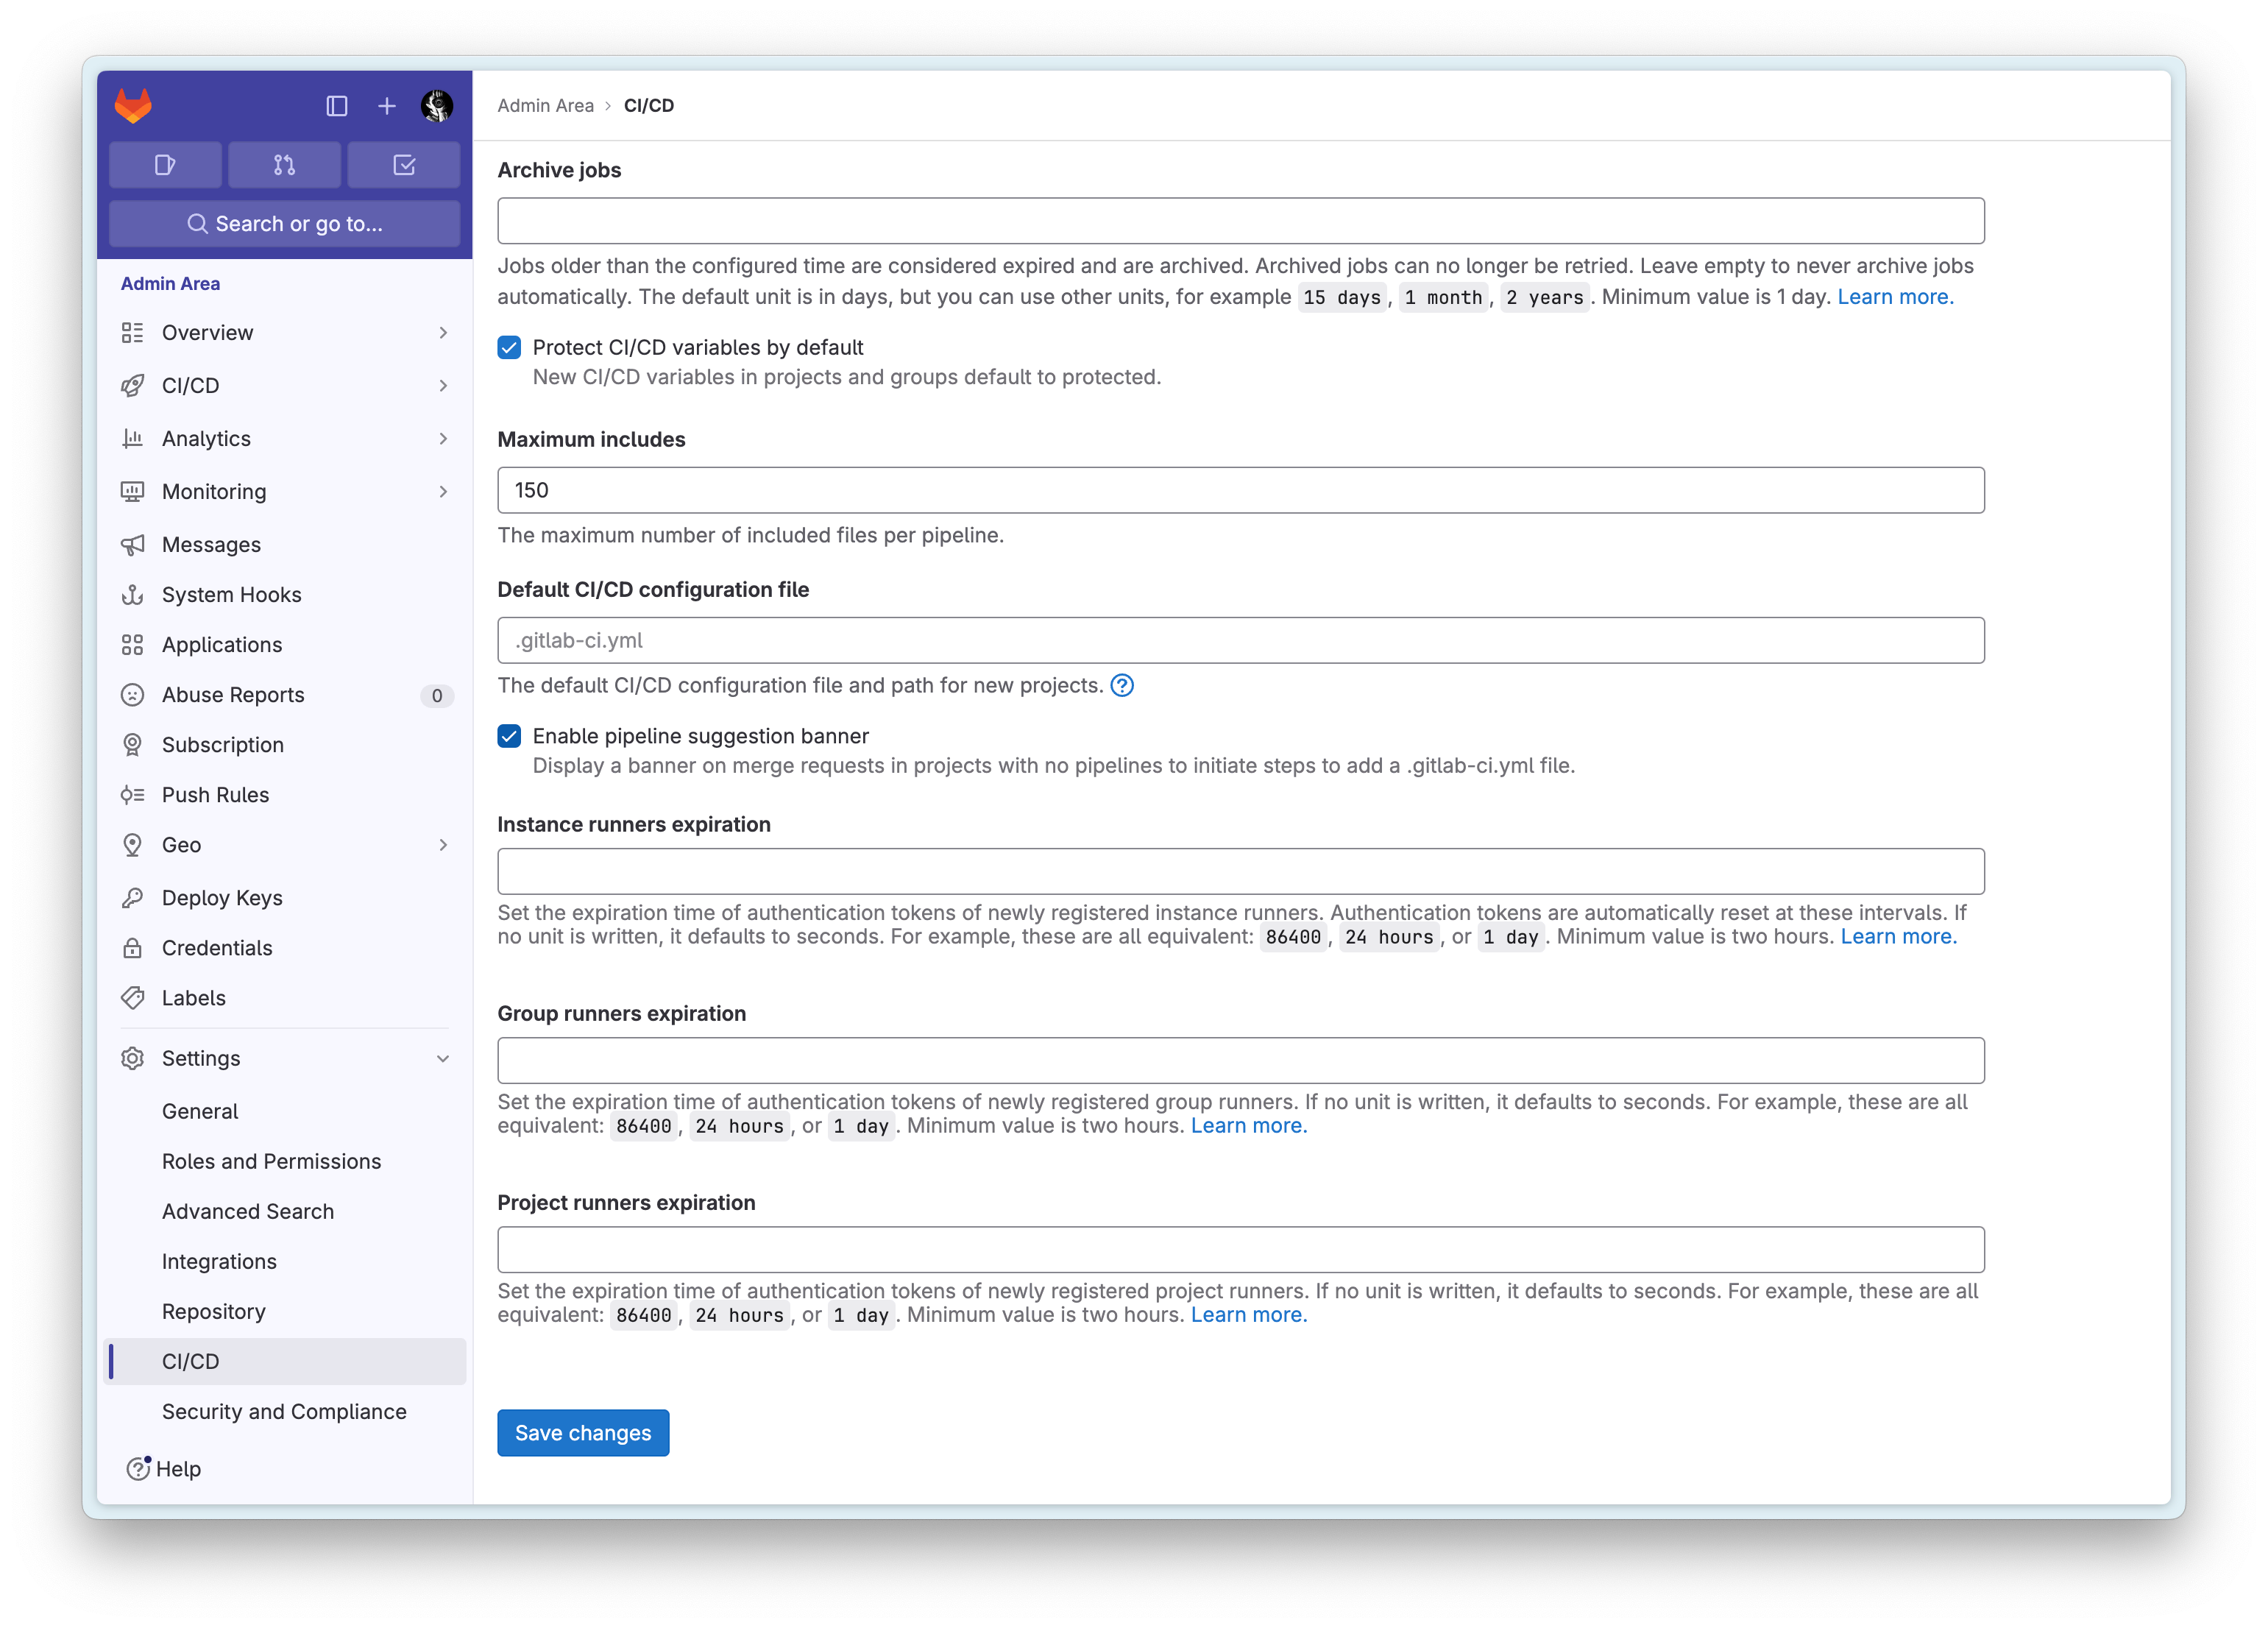 Search or go to...
Admin Area
Overview
CI/CD
Analytics
Monitoring
Messages
System Hooks
Applications
Abuse Reports 0
Subscription
Push Rules
Geo
Deploy Keys
Credentials
Labels
Settings
General
Roles and Permissions
Advanced Search
Integrations
Repository
CI/CD
Security and Compliance
Help
Admin Area › CI/CD
Archive jobs
Jobs older than the configured time are considered expired and are archived. Archived jobs can no longer be retried. Leave empty to never archive jobs
automatically. The default unit is in days, but you can use other units, for example 15 days, 1 month, 2 years. Minimum value is 1 day. Learn more.
Protect CI/CD variables by default
New CI/CD variables in projects and groups default to protected.
Maximum includes
150
The maximum number of included files per pipeline.
Default CI/CD configuration file
.gitlab-ci.yml
The default CI/CD configuration file and path for new projects.
Enable pipeline suggestion banner
Display a banner on merge requests in projects with no pipelines to initiate steps to add a .gitlab-ci.yml file.
Instance runners expiration
Set the expiration time of authentication tokens of newly registered instance runners. Authentication tokens are automatically reset at these intervals. If
no unit is written, it defaults to seconds. For example, these are all equivalent: 86400, 24 hours, or 1 day. Minimum value is two hours. Learn more.
Group runners expiration
Set the expiration time of authentication tokens of newly registered group runners. If no unit is written, it defaults to seconds. For example, these are all
equivalent: 86400, 24 hours, or 1 day. Minimum value is two hours. Learn more.
Project runners expiration
Set the expiration time of authentication tokens of newly registered project runners. If no unit is written, it defaults to seconds. For example, these are all
equivalent: 86400, 24 hours, or 1 day. Minimum value is two hours. Learn more.
Save changes